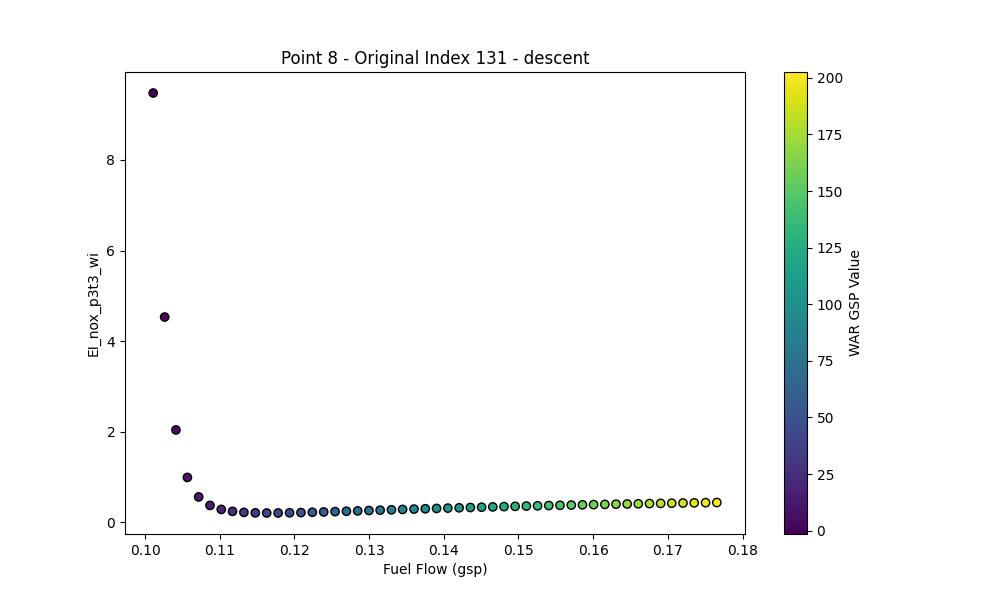 Point 8 - Original Index 131 - descent
EI_nox_p3t3_wi
8
6
4
2
0
0.10 0.11 0.12 0.13 0.14 0.15 0.16 0.17 0.18
Fuel Flow (gsp)
200
175
150
125
100
75
50
25
0
WAR GSP Value